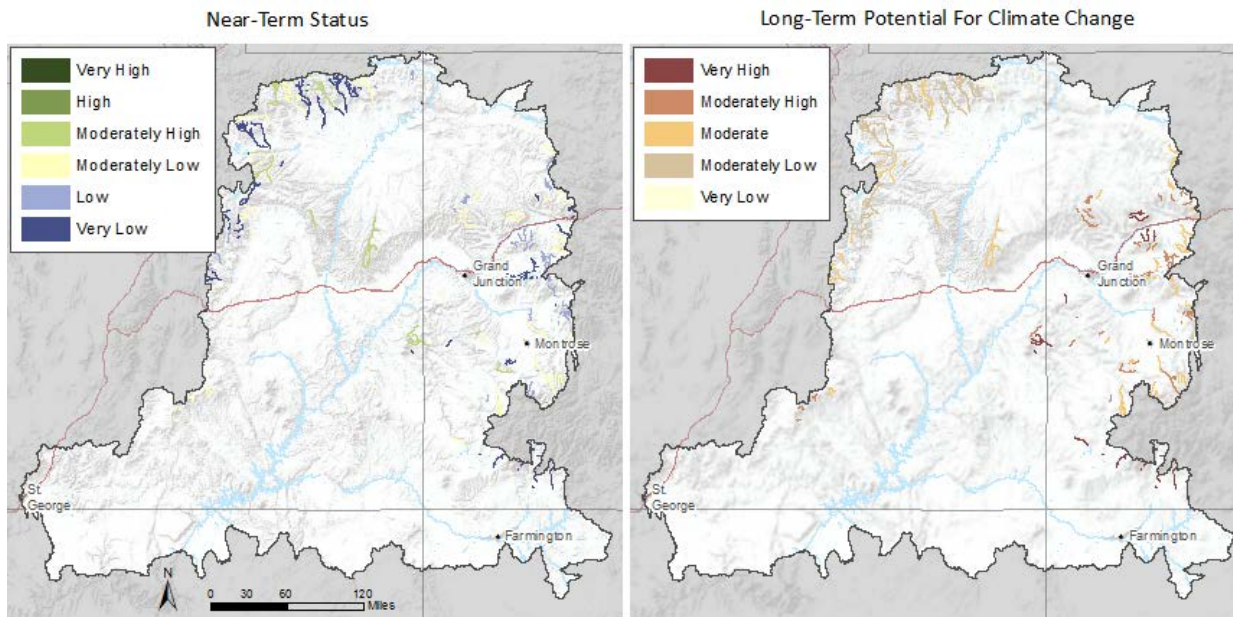 Near-Term Status
Very High
High
Moderately High
Moderately Low
Low
Very Low
Grand
Junction
Montrose
St.
George
Farmington
N
0 30 60 120
Miles
Long-Term Potential For Climate Change
Very High
Moderately High
Moderate
Moderately Low
Very Low
Grand
Junction
Montrose
St.
George
Farmington